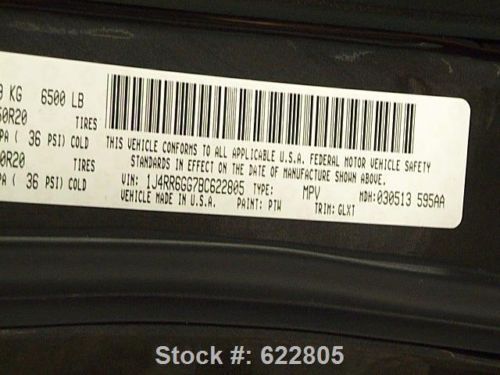 KG 6500 LB
50R20 TIRES
PA ( 36 PSI) COLD
0R20 TIRES
PA ( 36 PSI) COLD
THIS VEHICLE CONFORMS TO ALL APPLICABLE U.S.A. FEDERAL MOTOR VEHICLE SAFETY
STANDARDS IN EFFECT ON THE DATE OF MANUFACTURE SHOWN ABOVE.
VIN: 1J4RR6GG7BC622805 TYPE: MPV MDH: 030513 595AA
VEHICLE MADE IN U.S.A. PAINT: PTW TRIM: GLXT
Stock #: 622805